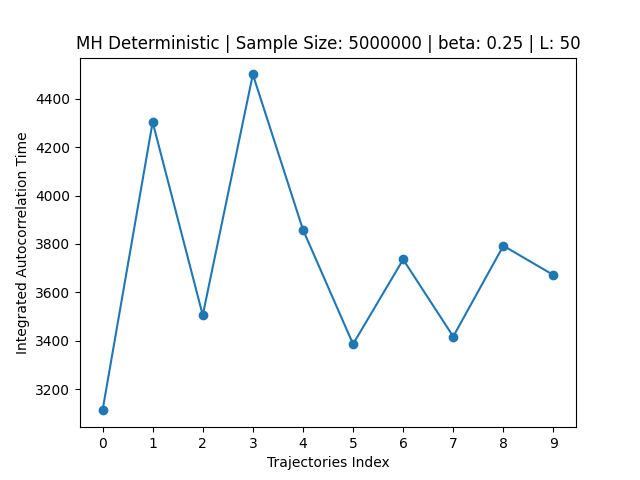 MH Deterministic | Sample Size: 5000000 | beta: 0.25 | L: 50
Integrated Autocorrelation Time
4400
4200
4000
3800
3600
3400
3200
0 1 2 3 4 5 6 7 8 9
Trajectories Index